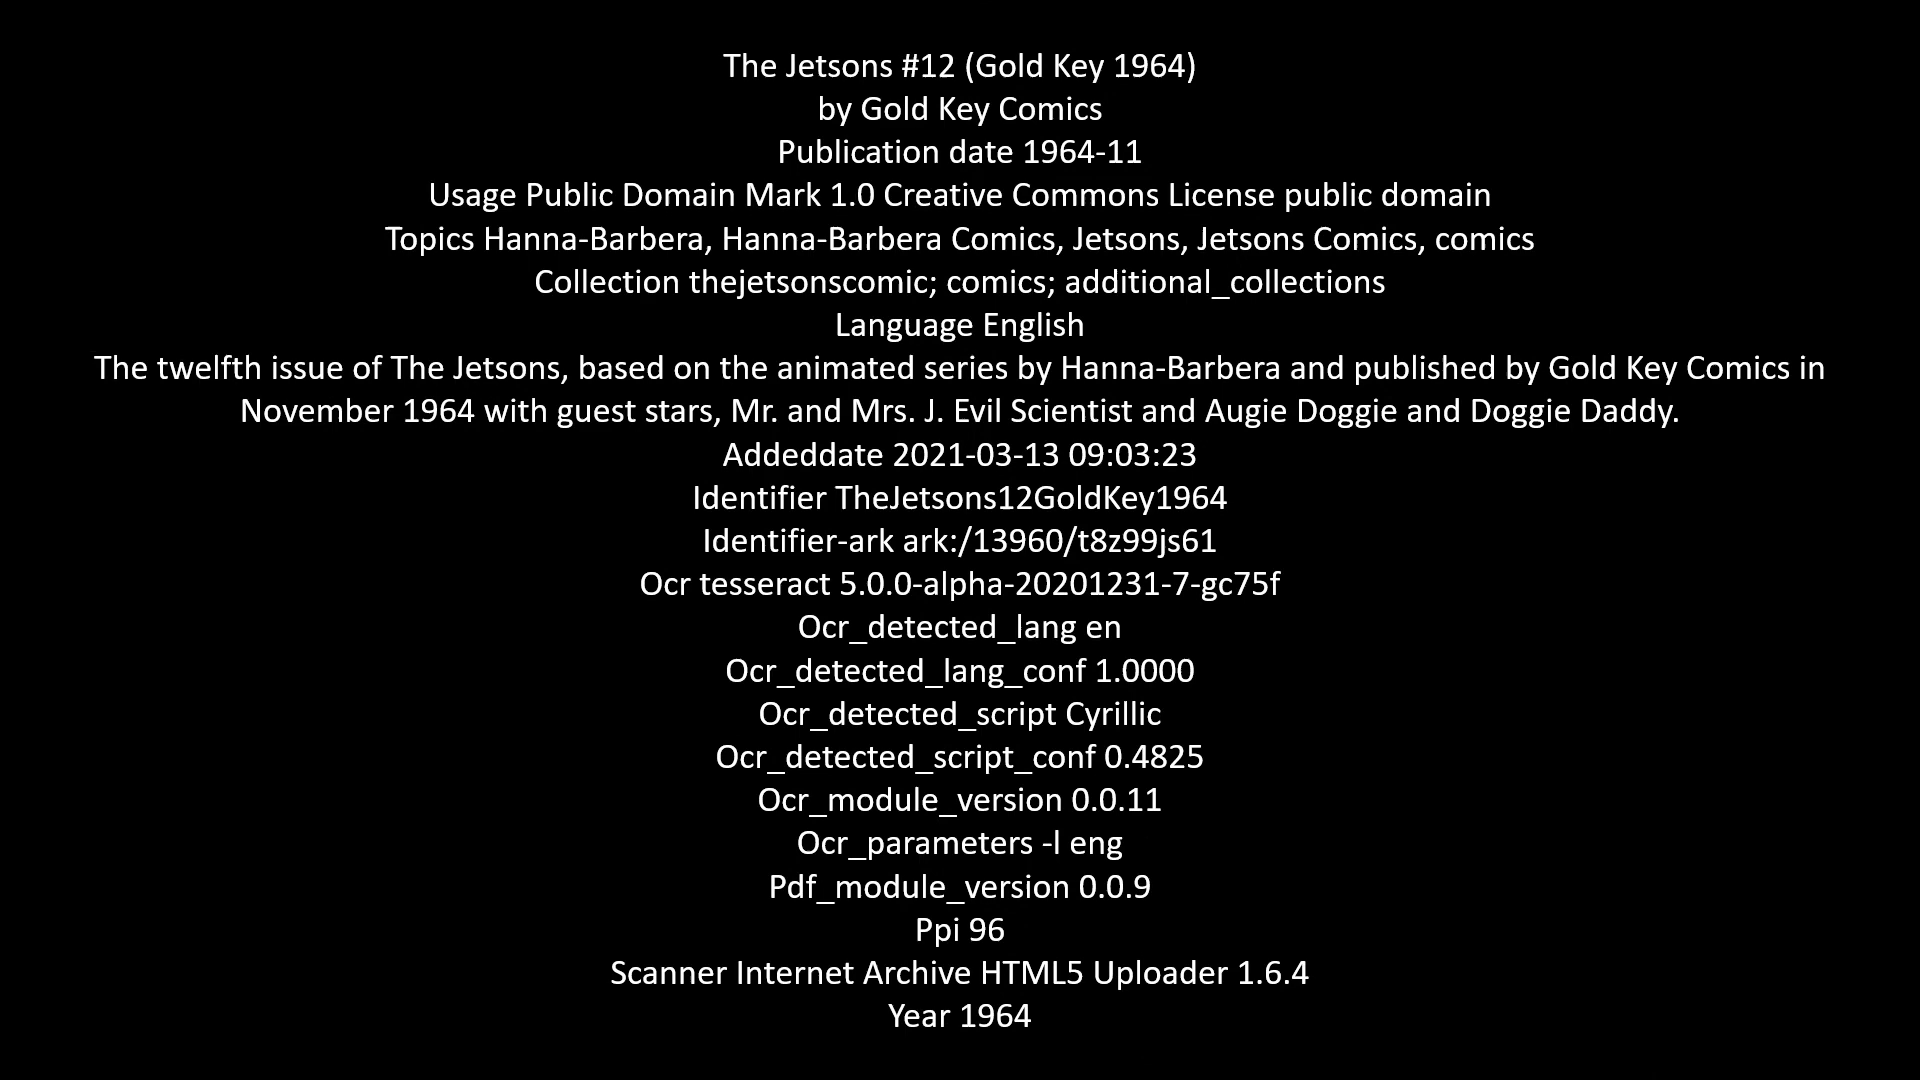 The Jetsons #12 (Gold Key 1964)
by Gold Key Comics
Publication date 1964-11
Usage Public Domain Mark 1.0 Creative Commons License public domain
Topics Hanna-Barbera, Hanna-Barbera Comics, Jetsons, Jetsons Comics, comics
Collection thejetsonscomic; comics; additional_collections
Language English
The twelfth issue of The Jetsons, based on the animated series by Hanna-Barbera and published by Gold Key Comics in
November 1964 with guest stars, Mr. and Mrs. J. Evil Scientist and Augie Doggie and Doggie Daddy.
Addeddate 2021-03-13 09:03:23
Identifier TheJetsons12GoldKey1964
Identifier-ark ark:/13960/t8z99js61
Ocr tesseract 5.0.0-alpha-20201231-7-gc75f
Ocr_detected_lang en
Ocr_detected_lang_conf 1.0000
Ocr_detected_script Cyrillic
Ocr_detected_script_conf 0.4825
Ocr_module_version 0.0.11
Ocr_parameters -l eng
Pdf_module_version 0.0.9
Ppi 96
Scanner Internet Archive HTML5 Uploader 1.6.4
Year 1964